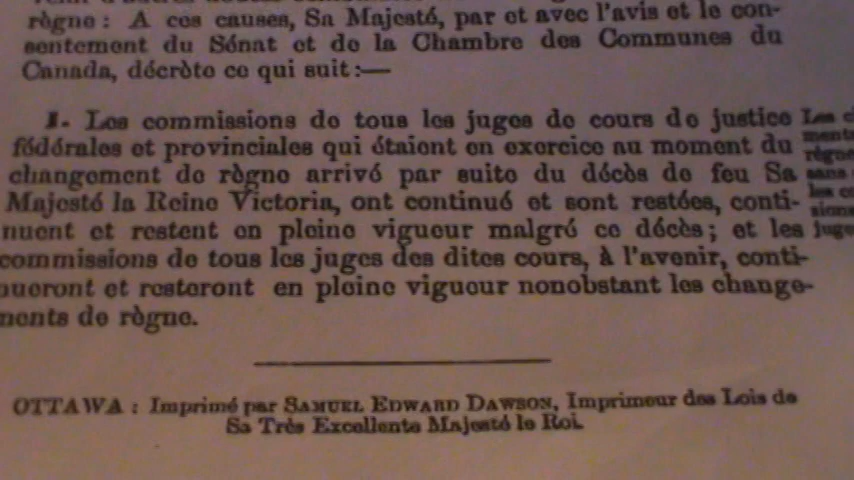 règne : A ces causes, Sa Majesté, par et avec l'avis et le con-
sentement du Sénat et de la Chambre des Communes du
Canada, décrète ce qui suit :—
1. Les commissions de tous les juges de cours de justice
fédérales et provinciales qui étaient en exercice au moment du
changement de règne arrivé par suite du décès de feu Sa
Majesté la Reine Victoria, ont continué et sont restées, conti-
nuent et restent en pleine vigueur malgré ce décès ; et les
commissions de tous les juges des dites cours, à l'avenir, conti-
nueront et resteront en pleine vigueur nonobstant les change-
ments de règne.
Les
règne
sans
les
juge
OTTAWA : Imprimé par SAMUEL EDWARD DAWSON, Imprimeur des Lois de
Sa Très Excellente Majesté le Roi.